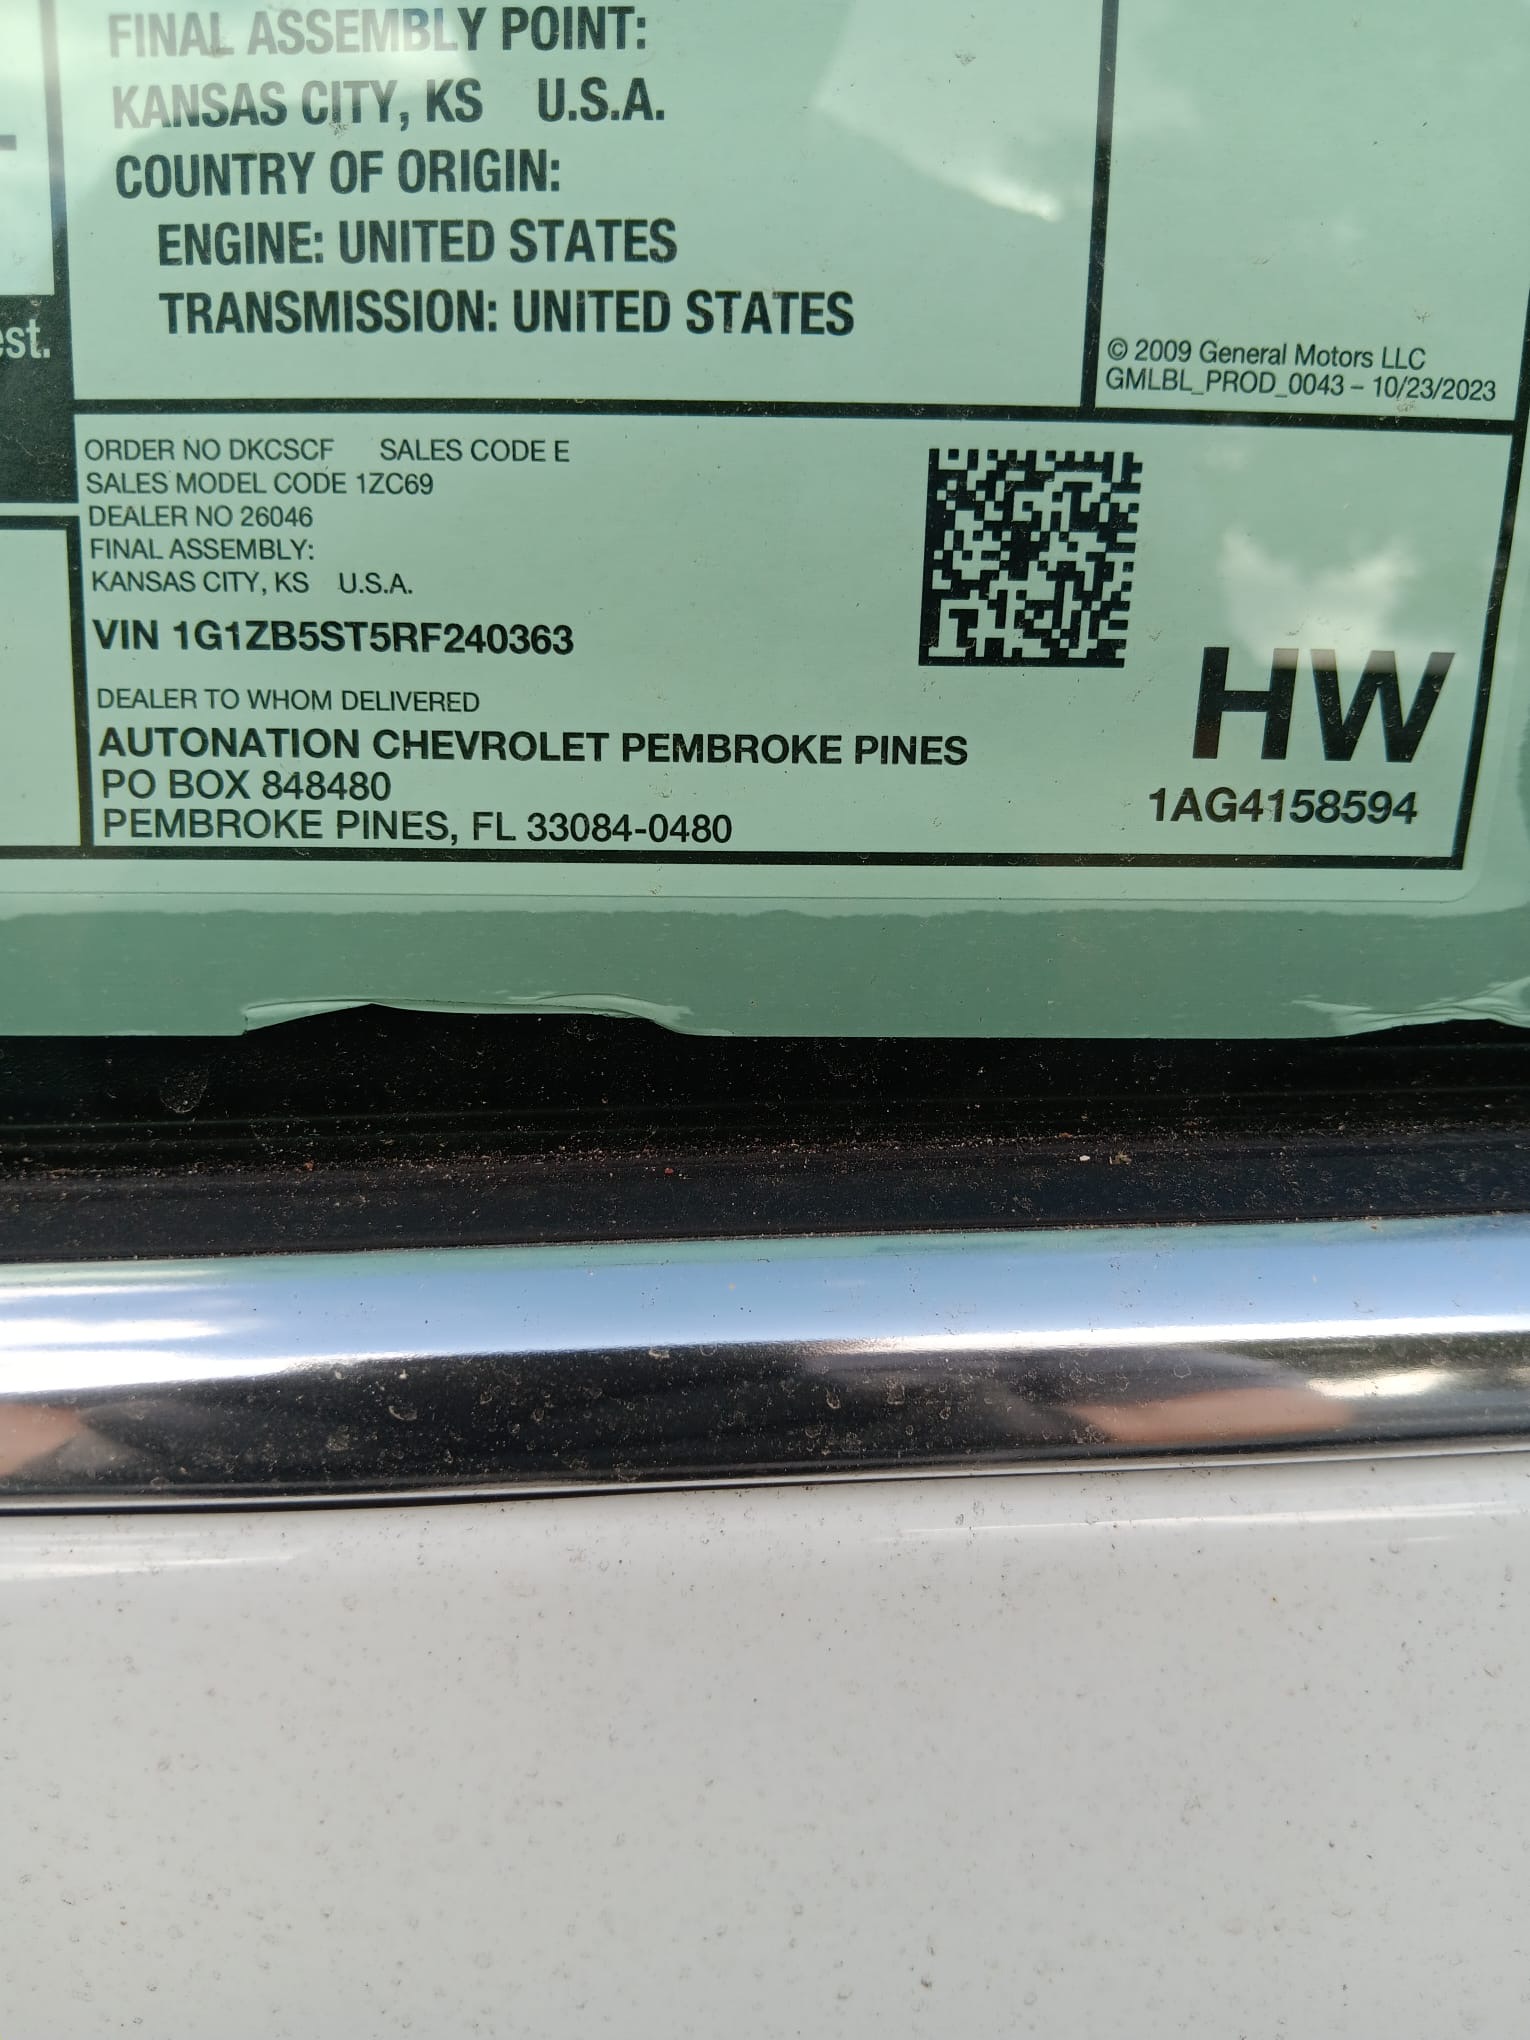 FINAL ASSEMBLY POINT:
KANSAS CITY, KS U.S.A.
COUNTRY OF ORIGIN:
ENGINE: UNITED STATES
TRANSMISSION: UNITED STATES
est.
© 2009 General Motors LLC
GMLBL_PROD_0043 – 10/23/2023
ORDER NO DKCSCF SALES CODE E
SALES MODEL CODE 1ZC69
DEALER NO 26046
FINAL ASSEMBLY:
KANSAS CITY, KS U.S.A.
VIN 1G1ZB5ST5RF240363
DEALER TO WHOM DELIVERED
AUTONATION CHEVROLET PEMBROKE PINES
PO BOX 848480
PEMBROKE PINES, FL 33084-0480
HW
1AG4158594